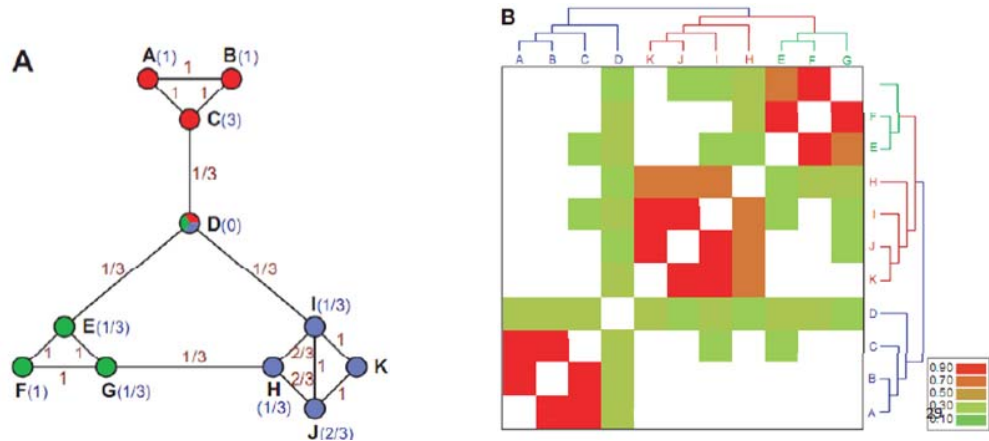 A
A(1)
B(1)
1
1
1
C(3)
1/3
D(0)
1/3
1/3
I(1/3)
E(1/3)
1
1
1
F(1)
G(1/3)
1/3
2/3
1
1
K
H
(1/3)
2/3
1
J(2/3)
B
A B C D K J I H E F G
F
E
H
I
J
K
D
C
B
A
0.90
0.70
0.50
0.30
29
0.10